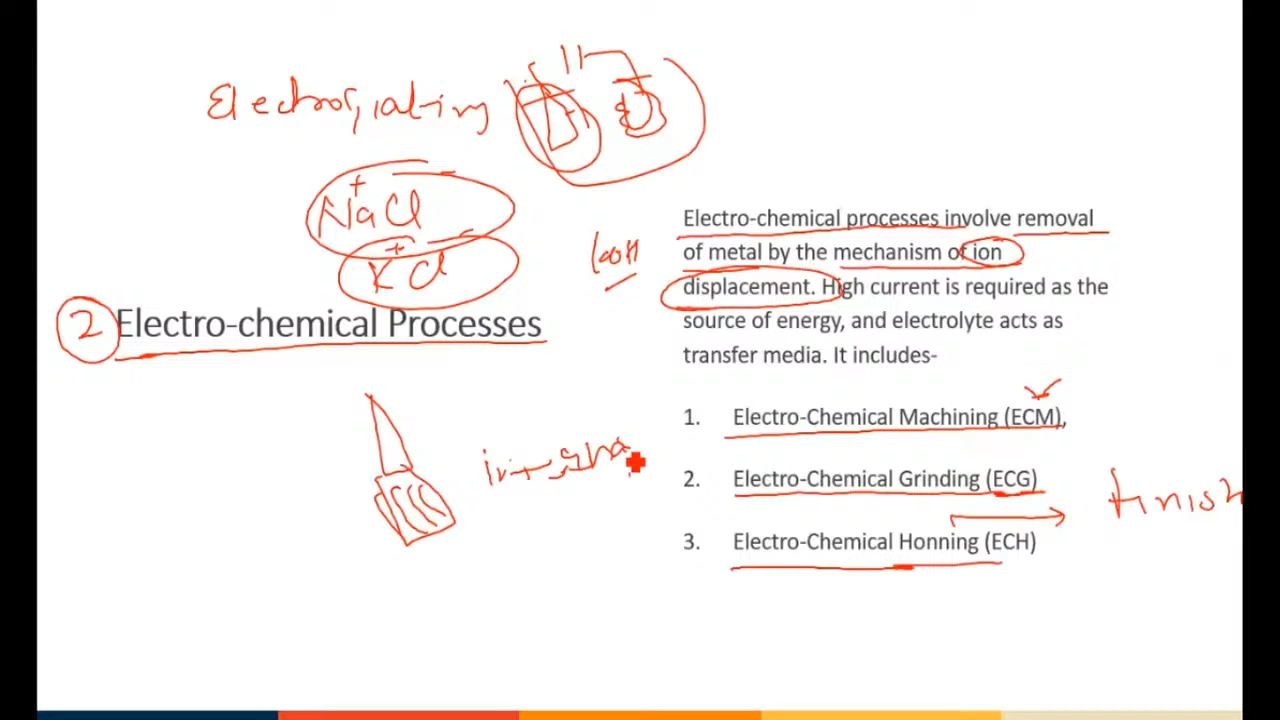 Electroplating
NaCl
+
KCl
+
2 Electro-chemical Processes
Electro-chemical processes involve removal
of metal by the mechanism of ion
displacement. High current is required as the
source of energy, and electrolyte acts as
transfer media. It includes-
1. Electro-Chemical Machining (ECM),
2. Electro-Chemical Grinding (ECG)
3. Electro-Chemical Honning (ECH)
finish